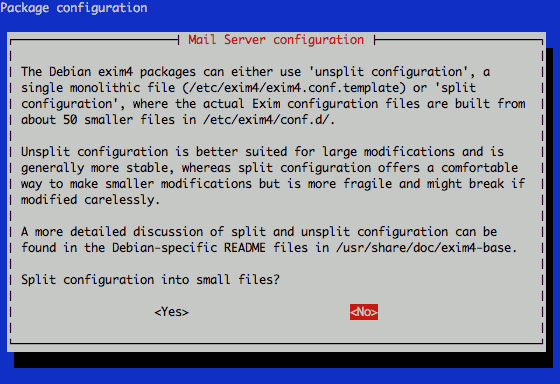 Package configuration
Mail Server configuration
The Debian exim4 packages can either use 'unsplit configuration', a
single monolithic file (/etc/exim4/exim4.conf.template) or 'split
configuration', where the actual Exim configuration files are built from
about 50 smaller files in /etc/exim4/conf.d/.
Unsplit configuration is better suited for large modifications and is
generally more stable, whereas split configuration offers a comfortable
way to make smaller modifications but is more fragile and might break if
modified carelessly.
A more detailed discussion of split and unsplit configuration can be
found in the Debian-specific README files in /usr/share/doc/exim4-base.
Split configuration into small files?
<Yes> <No>